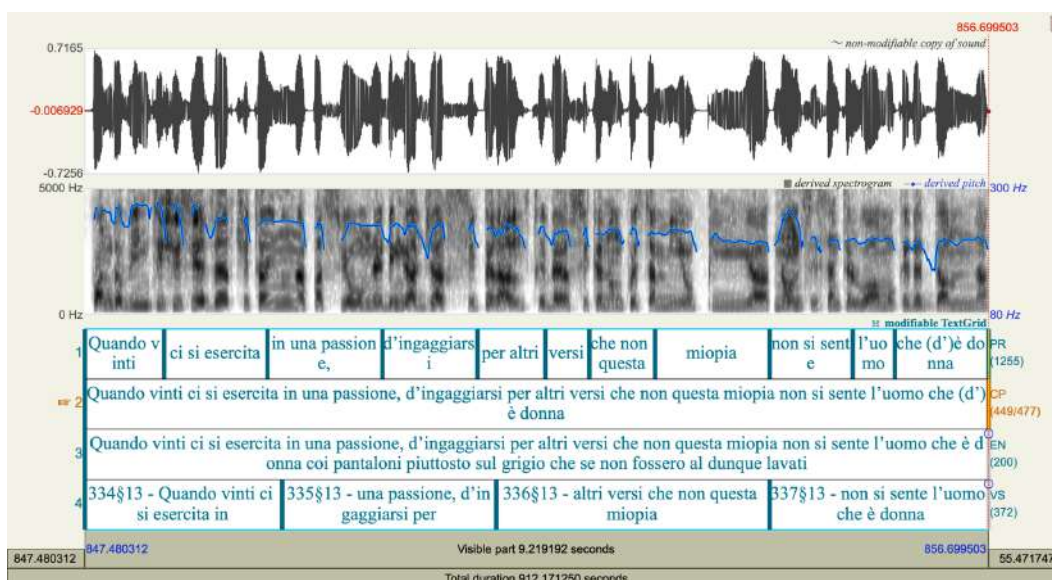 856.699503
0.7165
~ non-modifiable copy of sound
-0.006929
-0.7256
5000 Hz
■ derived spectrogram
derived pitch
300 Hz
0 Hz
80 Hz
modifiable TextGrid
1
Quando v
inti
ci si esercita
in una passion
e,
d'ingaggiars
i
per altri
versi
che non
questa
miopia
non si sent
e
l'uo
mo
che (d')è do
nna
PR
(1255)
2
Quando vinti ci si esercita in una passione, d'ingaggiarsi per altri versi che non questa miopia non si sente l'uomo che (d')
è donna
CP
(449/477)
3
Quando vinti ci si esercita in una passione, d'ingaggiarsi per altri versi che non questa miopia non si sente l'uomo che è d
onna coi pantaloni piuttosto sul grigio che se non fossero al dunque lavati
EN
(200)
4
334§13 - Quando vinti ci
si esercita in
335§13 - una passione, d'in
gaggiarsi per
336§13 - altri versi che non questa
miopia
337§13 - non si sente l'uomo
che è donna
VS
(372)
847.480312
847.480312
Visible part 9.219192 seconds
856.699503
55.471747
Total duration 912.171250 seconds